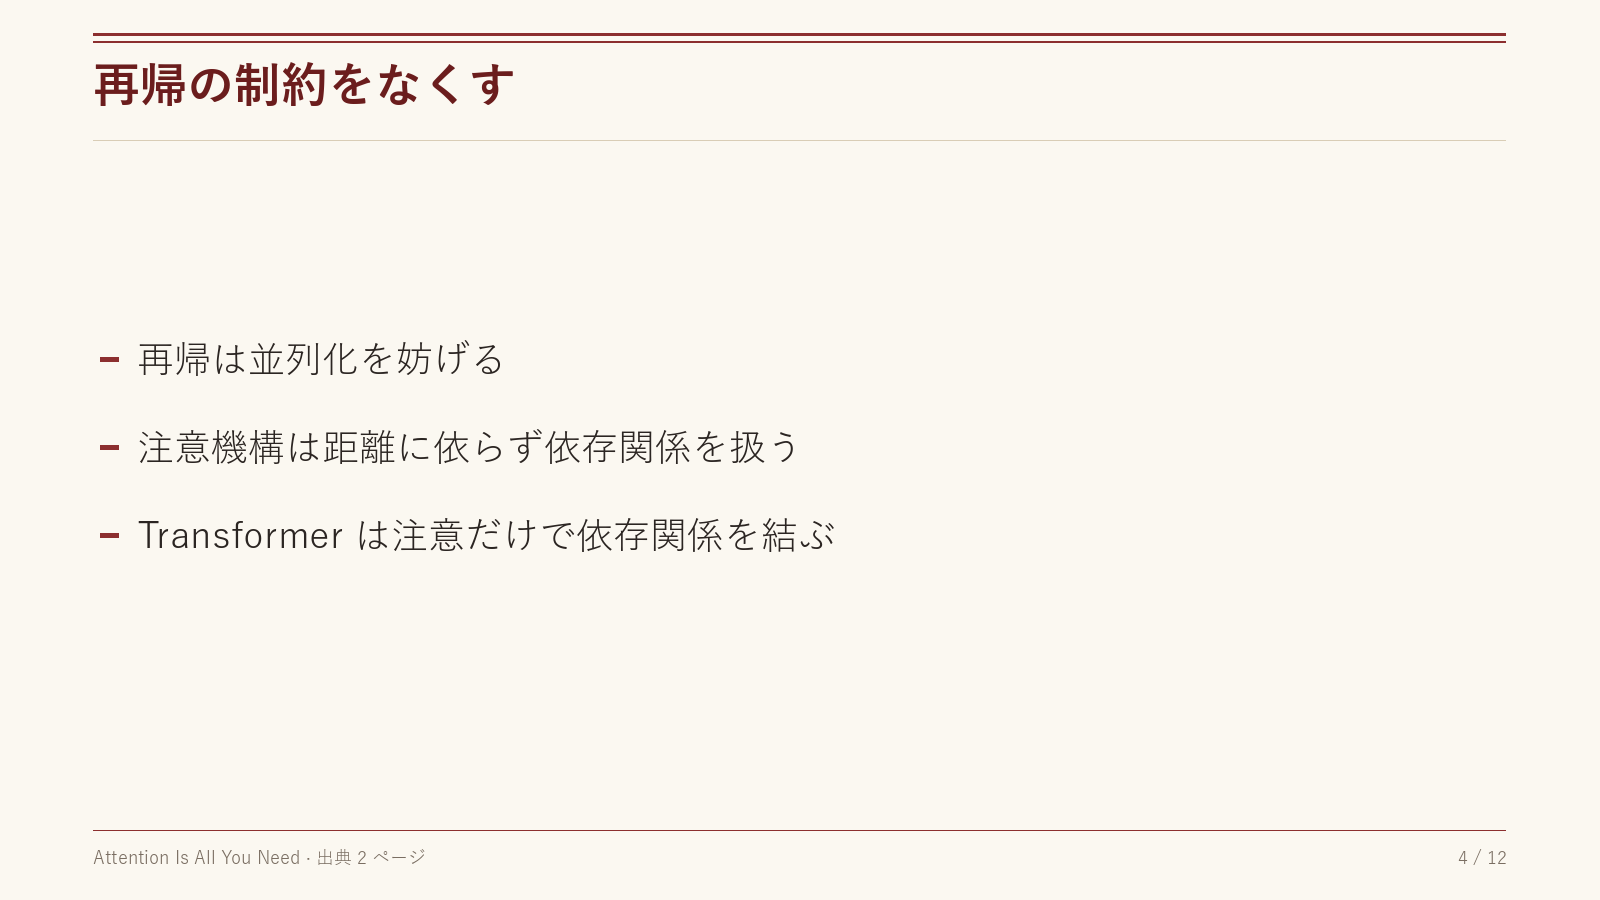 再帰の制約をなくす
再帰は並列化を妨げる
注意機構は距離に依らず依存関係を扱う
Transformer は注意だけで依存関係を結ぶ
Attention Is All You Need · 出典 2 ページ
4 / 12